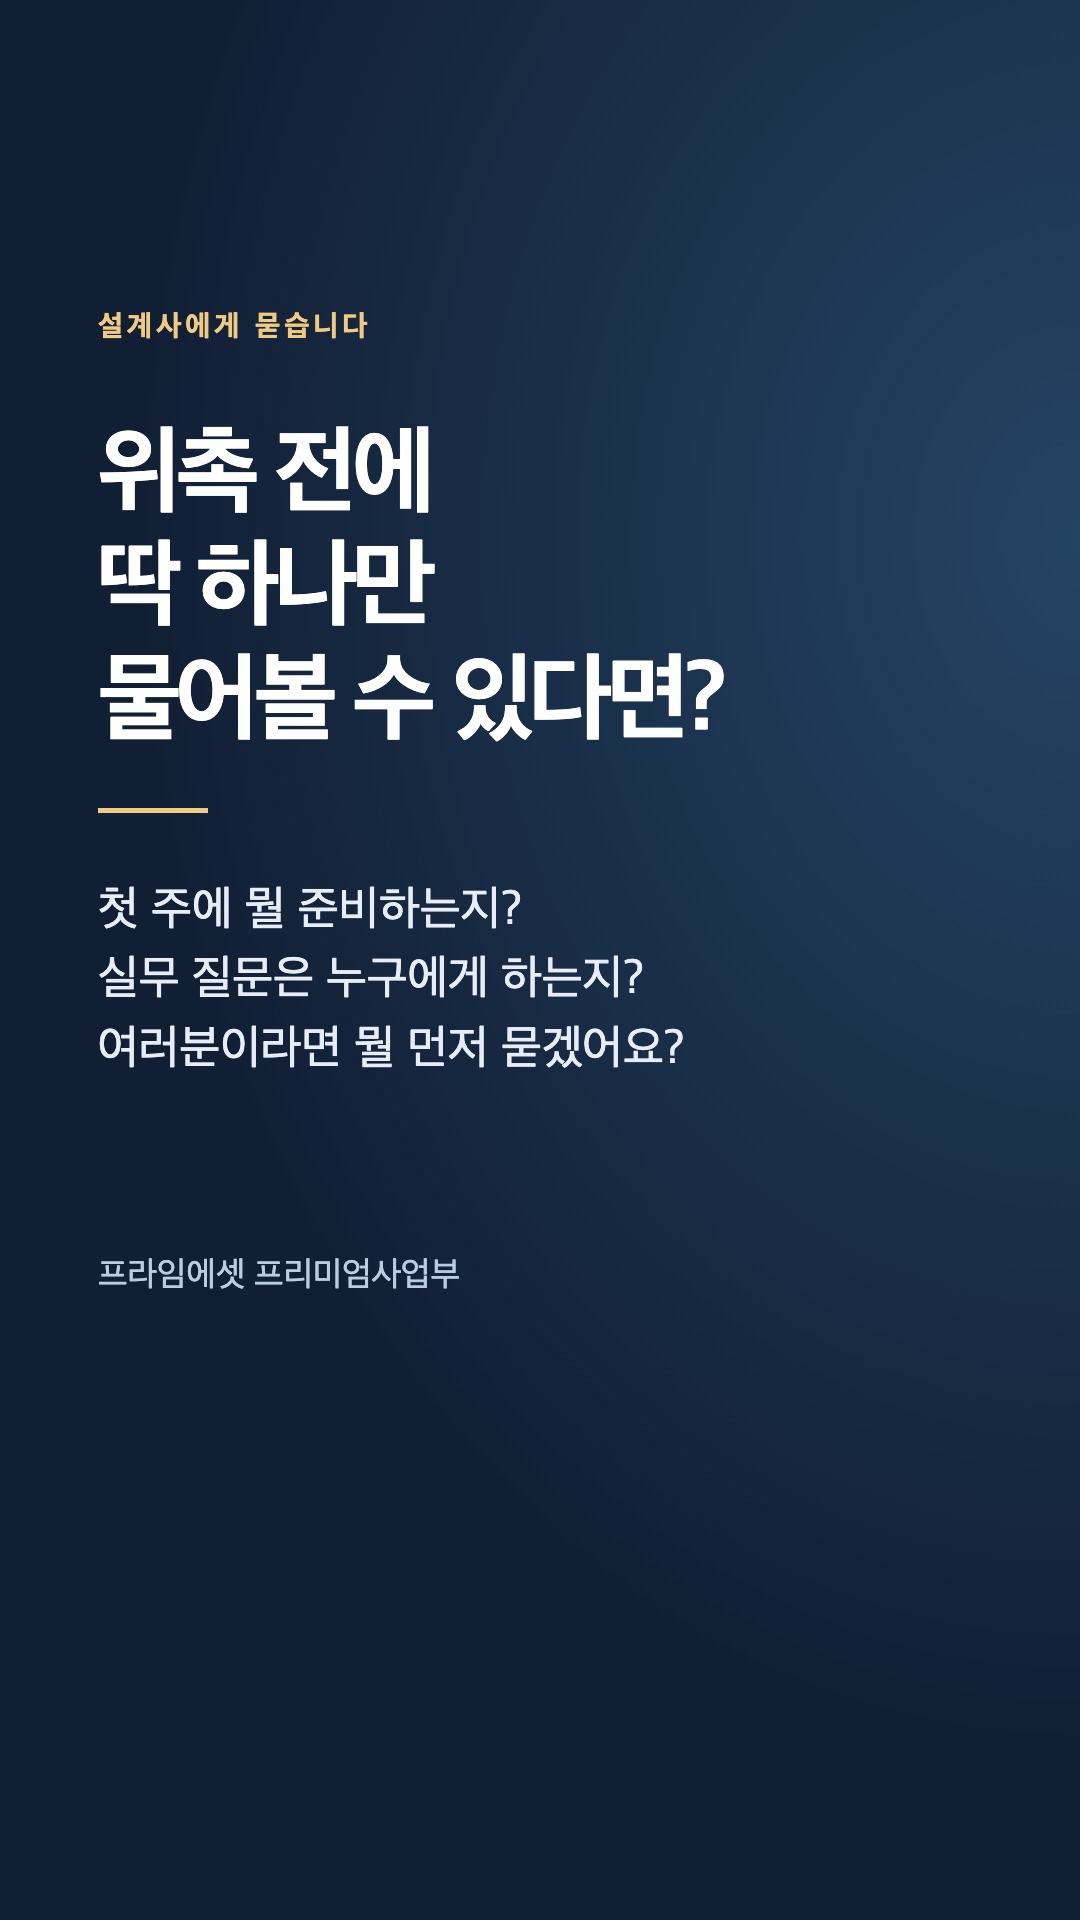 설계사에게 묻습니다
위촉 전에
딱 하나만
물어볼 수 있다면?
첫 주에 뭘 준비하는지?
실무 질문은 누구에게 하는지?
여러분이라면 뭘 먼저 묻겠어요?
프라임에셋 프리미엄사업부